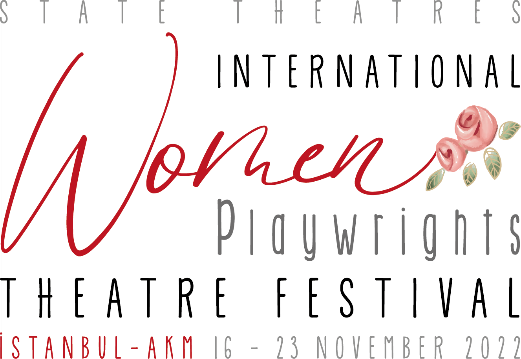 STATE THEATRES
INTERNATIONAL
Women
Playwrights
THEATRE FESTIVAL
İSTANBUL-AKM 16 - 23 NOVEMBER 2022